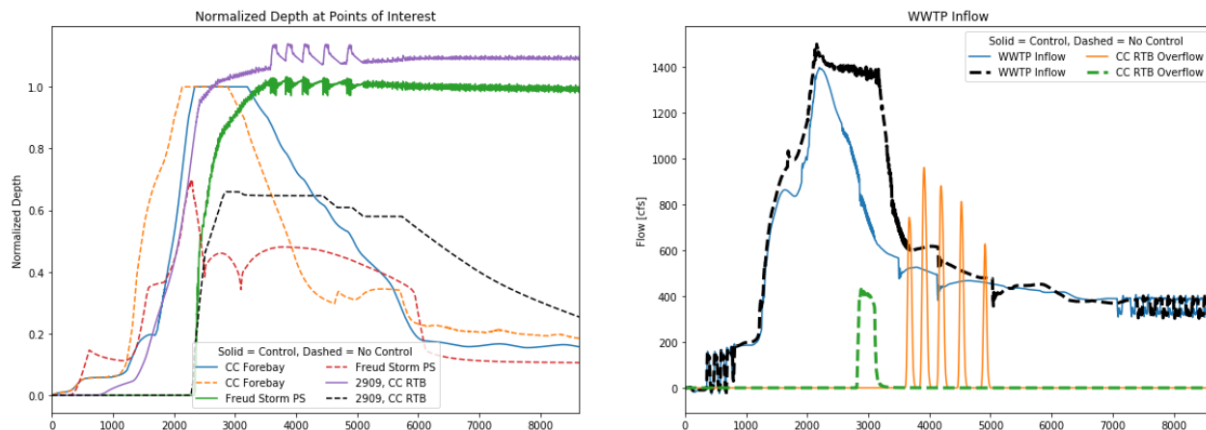 Normalized Depth at Points of Interest
Normalized Depth
1.0
0.8
0.6
0.4
0.2
0.0
Solid = Control, Dashed = No Control
CC Forebay
CC Forebay
Freud Storm PS
Freud Storm PS
2909, CC RTB
2909, CC RTB
0 1000 2000 3000 4000 5000 6000 7000 8000
WWTP Inflow
Flow [cfs]
1400
1200
1000
800
600
400
200
0
Solid = Control, Dashed = No Control
WWTP Inflow
WWTP Inflow
CC RTB Overflow
CC RTB Overflow
0 1000 2000 3000 4000 5000 6000 7000 8000